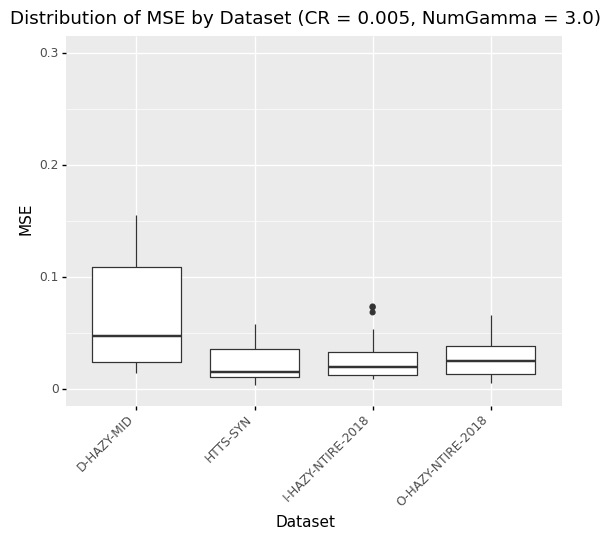 Distribution of MSE by Dataset (CR = 0.005, NumGamma = 3.0)
0.3
0.2
MSE
0.1
0
D-HAZY-MID
HTTS-SYN
I-HAZY-NTIRE-2018
O-HAZY-NTIRE-2018
Dataset